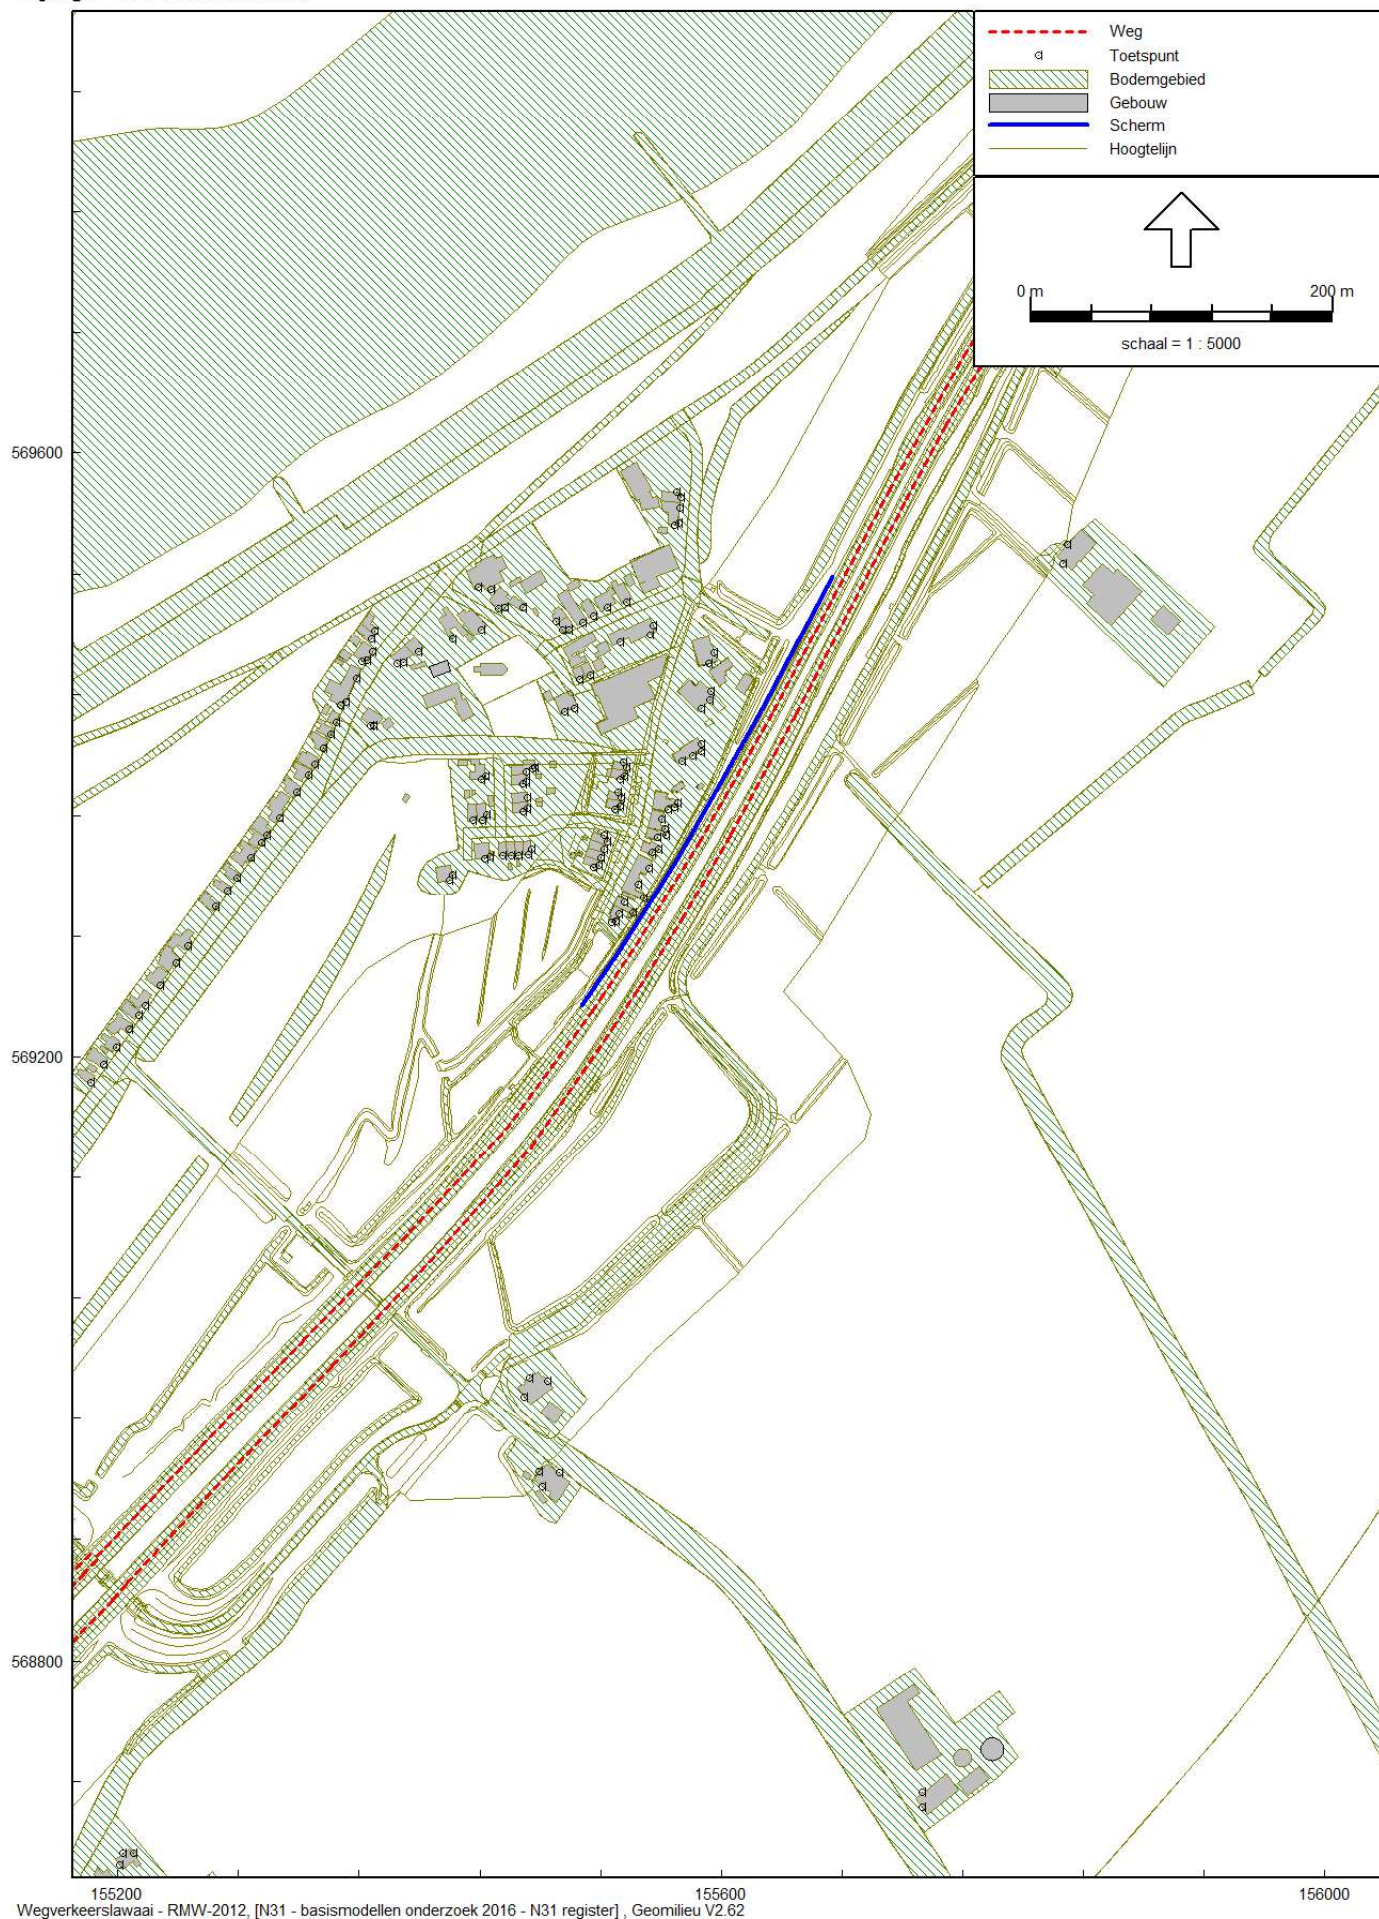 Weg
Toetspunt
Bodemgebied
Gebouw
Scherm
Hoogtelijn
0 m 200 m
schaal = 1 : 5000
569600
569200
568800
155200 155600 156000
Wegverkeerslawaai - RMW-2012, [N31 - basismodellen onderzoek 2016 - N31 register] , Geomilieu V2.62